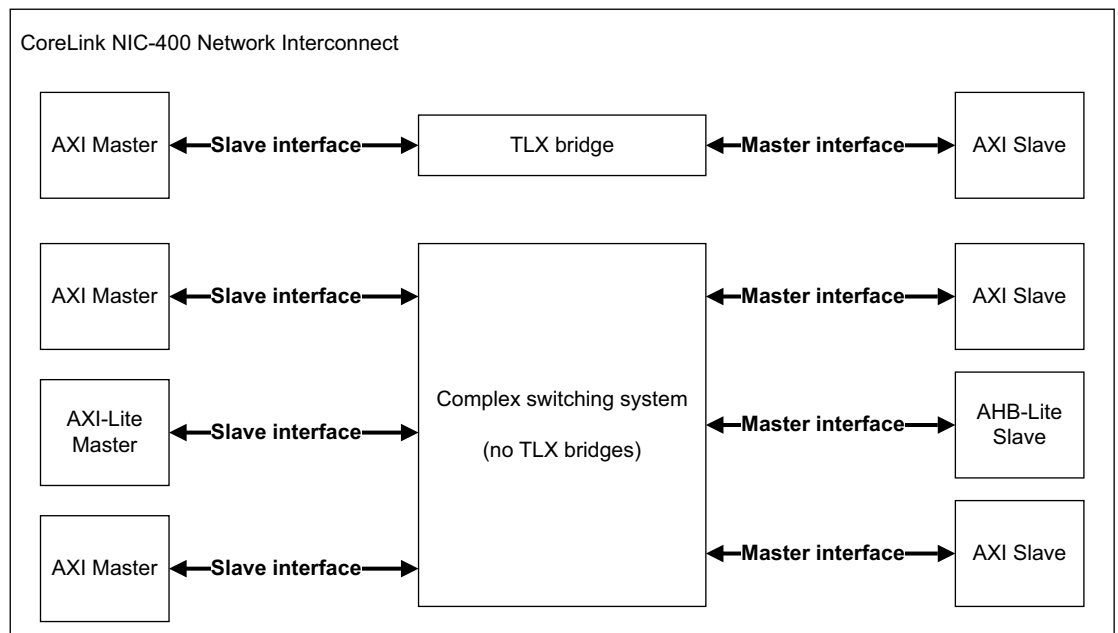 CoreLink NIC-400 Network Interconnect
AXI Master
Slave interface
TLX bridge
Master interface
AXI Slave
AXI Master
Slave interface
Master interface
AXI Slave
Complex switching system
(no TLX bridges)
AXI-Lite
Master
Slave interface
Master interface
AHB-Lite
Slave
AXI Master
Slave interface
Master interface
AXI Slave